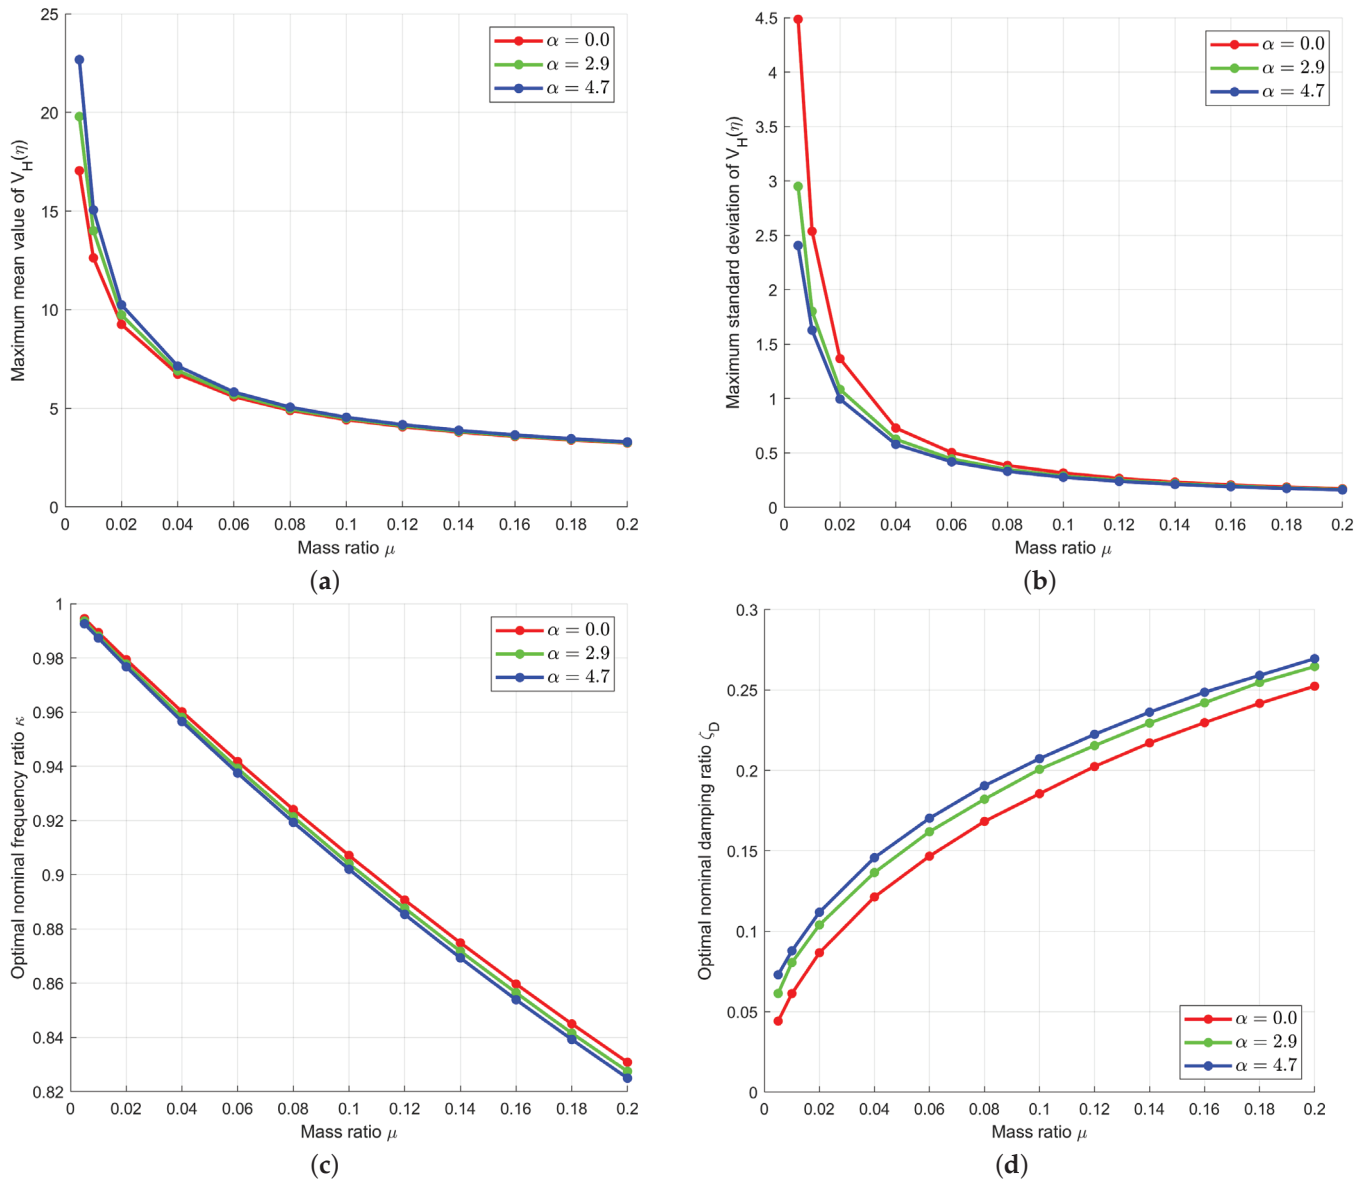 25
20
15
10
5
0
0 0.02 0.04 0.06 0.08 0.1 0.12 0.14 0.16 0.18 0.2
Maximum mean value of V_H(η)
Mass ratio μ
α = 0.0
α = 2.9
α = 4.7
(a)
4.5
4
3.5
3
2.5
2
1.5
1
0.5
0
0 0.02 0.04 0.06 0.08 0.1 0.12 0.14 0.16 0.18 0.2
Maximum standard deviation of V_H(η)
Mass ratio μ
α = 0.0
α = 2.9
α = 4.7
(b)
1
0.98
0.96
0.94
0.92
0.9
0.88
0.86
0.84
0.82
0 0.02 0.04 0.06 0.08 0.1 0.12 0.14 0.16 0.18 0.2
Optimal nominal frequency ratio κ
Mass ratio μ
α = 0.0
α = 2.9
α = 4.7
(c)
0.3
0.25
0.2
0.15
0.1
0.05
0
0 0.02 0.04 0.06 0.08 0.1 0.12 0.14 0.16 0.18 0.2
Optimal nominal damping ratio ζ_D
Mass ratio μ
α = 0.0
α = 2.9
α = 4.7
(d)